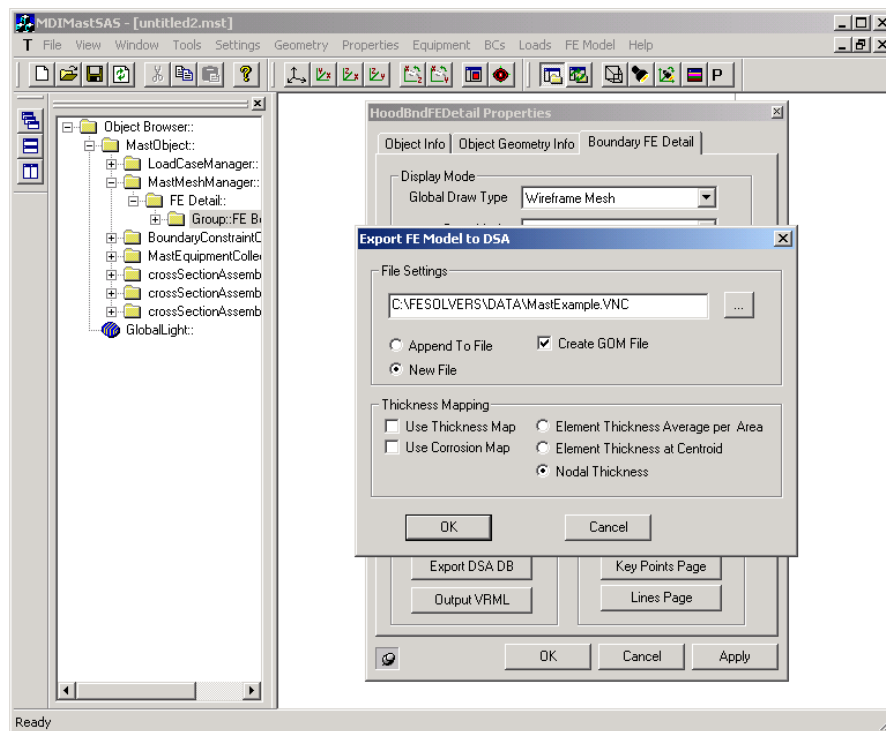 MDIMastSAS - [untitled2.mst]
T File View Window Tools Settings Geometry Properties Equipment BCs Loads FE Model Help
P
Object Browser::
MastObject::
LoadCaseManager::
MastMeshManager::
FE Detail::
Group::FE B
BoundaryConstraintC
MastEquipmentColle
crossSectionAssemb
crossSectionAssemb
crossSectionAssemb
GlobalLight::
HoodBndFEDetail Properties
Object Info Object Geometry Info Boundary FE Detail
Display Mode
Global Draw Type Wireframe Mesh
Export FE Model to DSA
File Settings
C:\FESOLVERS\DATA\MastExample.VNC ...
Append To File Create GOM File
New File
Thickness Mapping
Use Thickness Map Element Thickness Average per Area
Use Corrosion Map Element Thickness at Centroid
Nodal Thickness
OK Cancel
Export DSA DB Key Points Page
Output VRML Lines Page
OK Cancel Apply
Ready